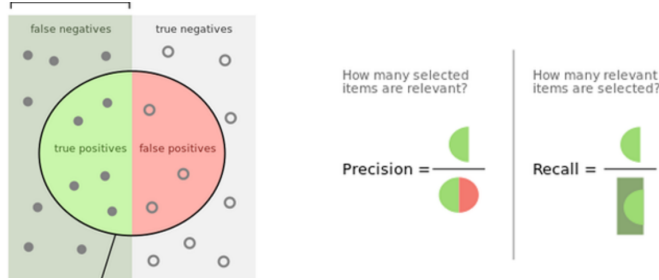 false negatives
true negatives
true positives
false positives
How many selected
items are relevant?
Precision =
How many relevant
items are selected?
Recall =